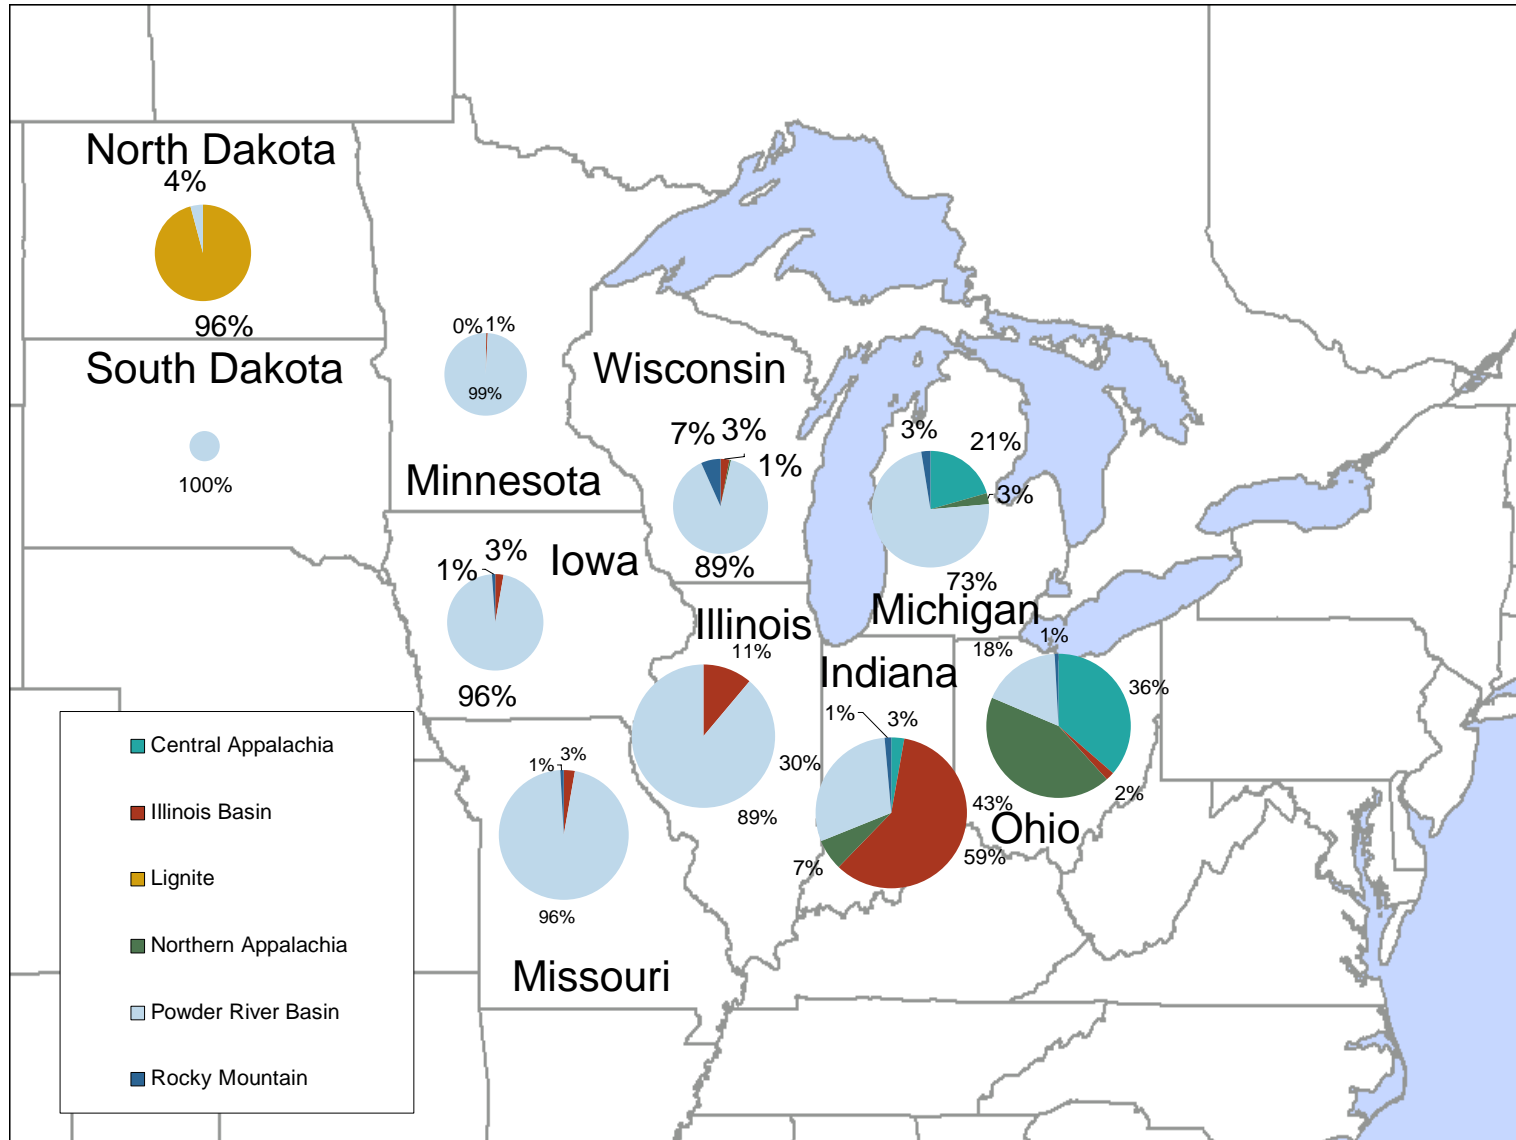 North Dakota
4%
96%
South Dakota
100%
0% 1%
99%
Minnesota
Wisconsin
7% 3%
1%
89%
3% 21%
3%
73%
Michigan
1% 3% Iowa
96%
Illinois
11%
89%
Indiana
1% 3%
30%
7% 59%
18% 1%
36%
2%
43%
Ohio
1% 3%
96%
Missouri
Central Appalachia
Illinois Basin
Lignite
Northern Appalachia
Powder River Basin
Rocky Mountain